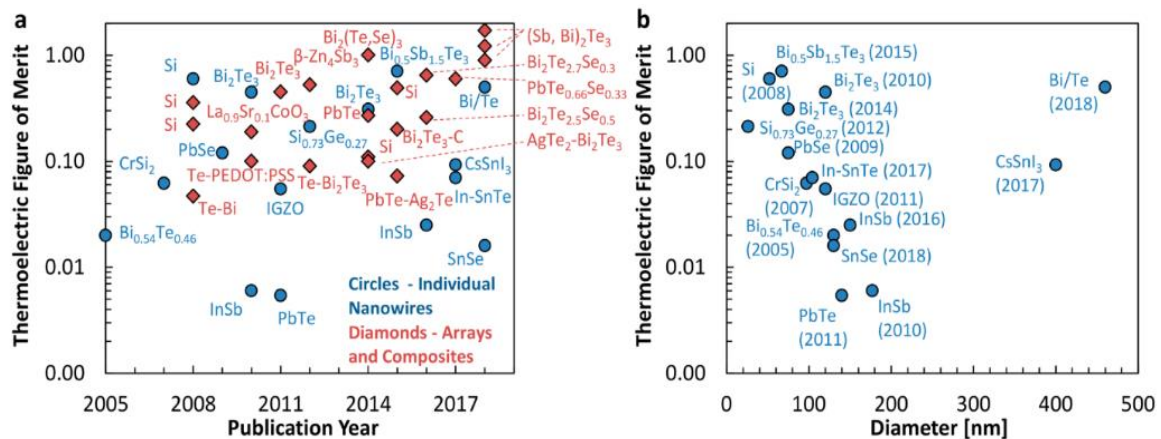 a
Thermoelectric Figure of Merit
1.00
0.10
0.01
0.00
2005
2008
2011
2014
2017
Publication Year
Si
Si
Si
Bi₂Te₃
Bi₂Te₃
β-Zn₄Sb₃
Bi₂(Te,Se)₃
Bi₀.₅Sb₁.₅Te₃
(Sb, Bi)₂Te₃
Bi₂Te₂.₇Se₀.₃
PbTe₀.₆₆Se₀.₃₃
Bi/Te
Bi₂Te₂.₅Se₀.₅
AgTe₂-Bi₂Te₃
La₀.₉Sr₀.₁CoO₃
Bi₂Te₃
PbTe
Si
Si₀.₇₃Ge₀.₂₇
Bi₂Te₃-C
Si
CrSi₂
PbSe
Te-PEDOT:PSS
Te-Bi₂Te₃
CsSnI₃
In-SnTe
PbTe-Ag₂Te
Te-Bi
IGZO
Bi₀.₅₄Te₀.₄₆
InSb
SnSe
InSb
PbTe
Circles - Individual
Nanowires
Diamonds - Arrays
and Composites
b
Thermoelectric Figure of Merit
1.00
0.10
0.01
0.00
0
100
200
300
400
500
Diameter [nm]
Bi₀.₅Sb₁.₅Te₃ (2015)
Si
(2008)
Bi₂Te₃ (2010)
Bi/Te
(2018)
Bi₂Te₃ (2014)
Si₀.₇₃Ge₀.₂₇ (2012)
PbSe (2009)
In-SnTe (2017)
CsSnI₃
(2017)
CrSi₂
(2007)
IGZO (2011)
InSb (2016)
Bi₀.₅₄Te₀.₄₆
(2005)
SnSe (2018)
PbTe
(2011)
InSb
(2010)